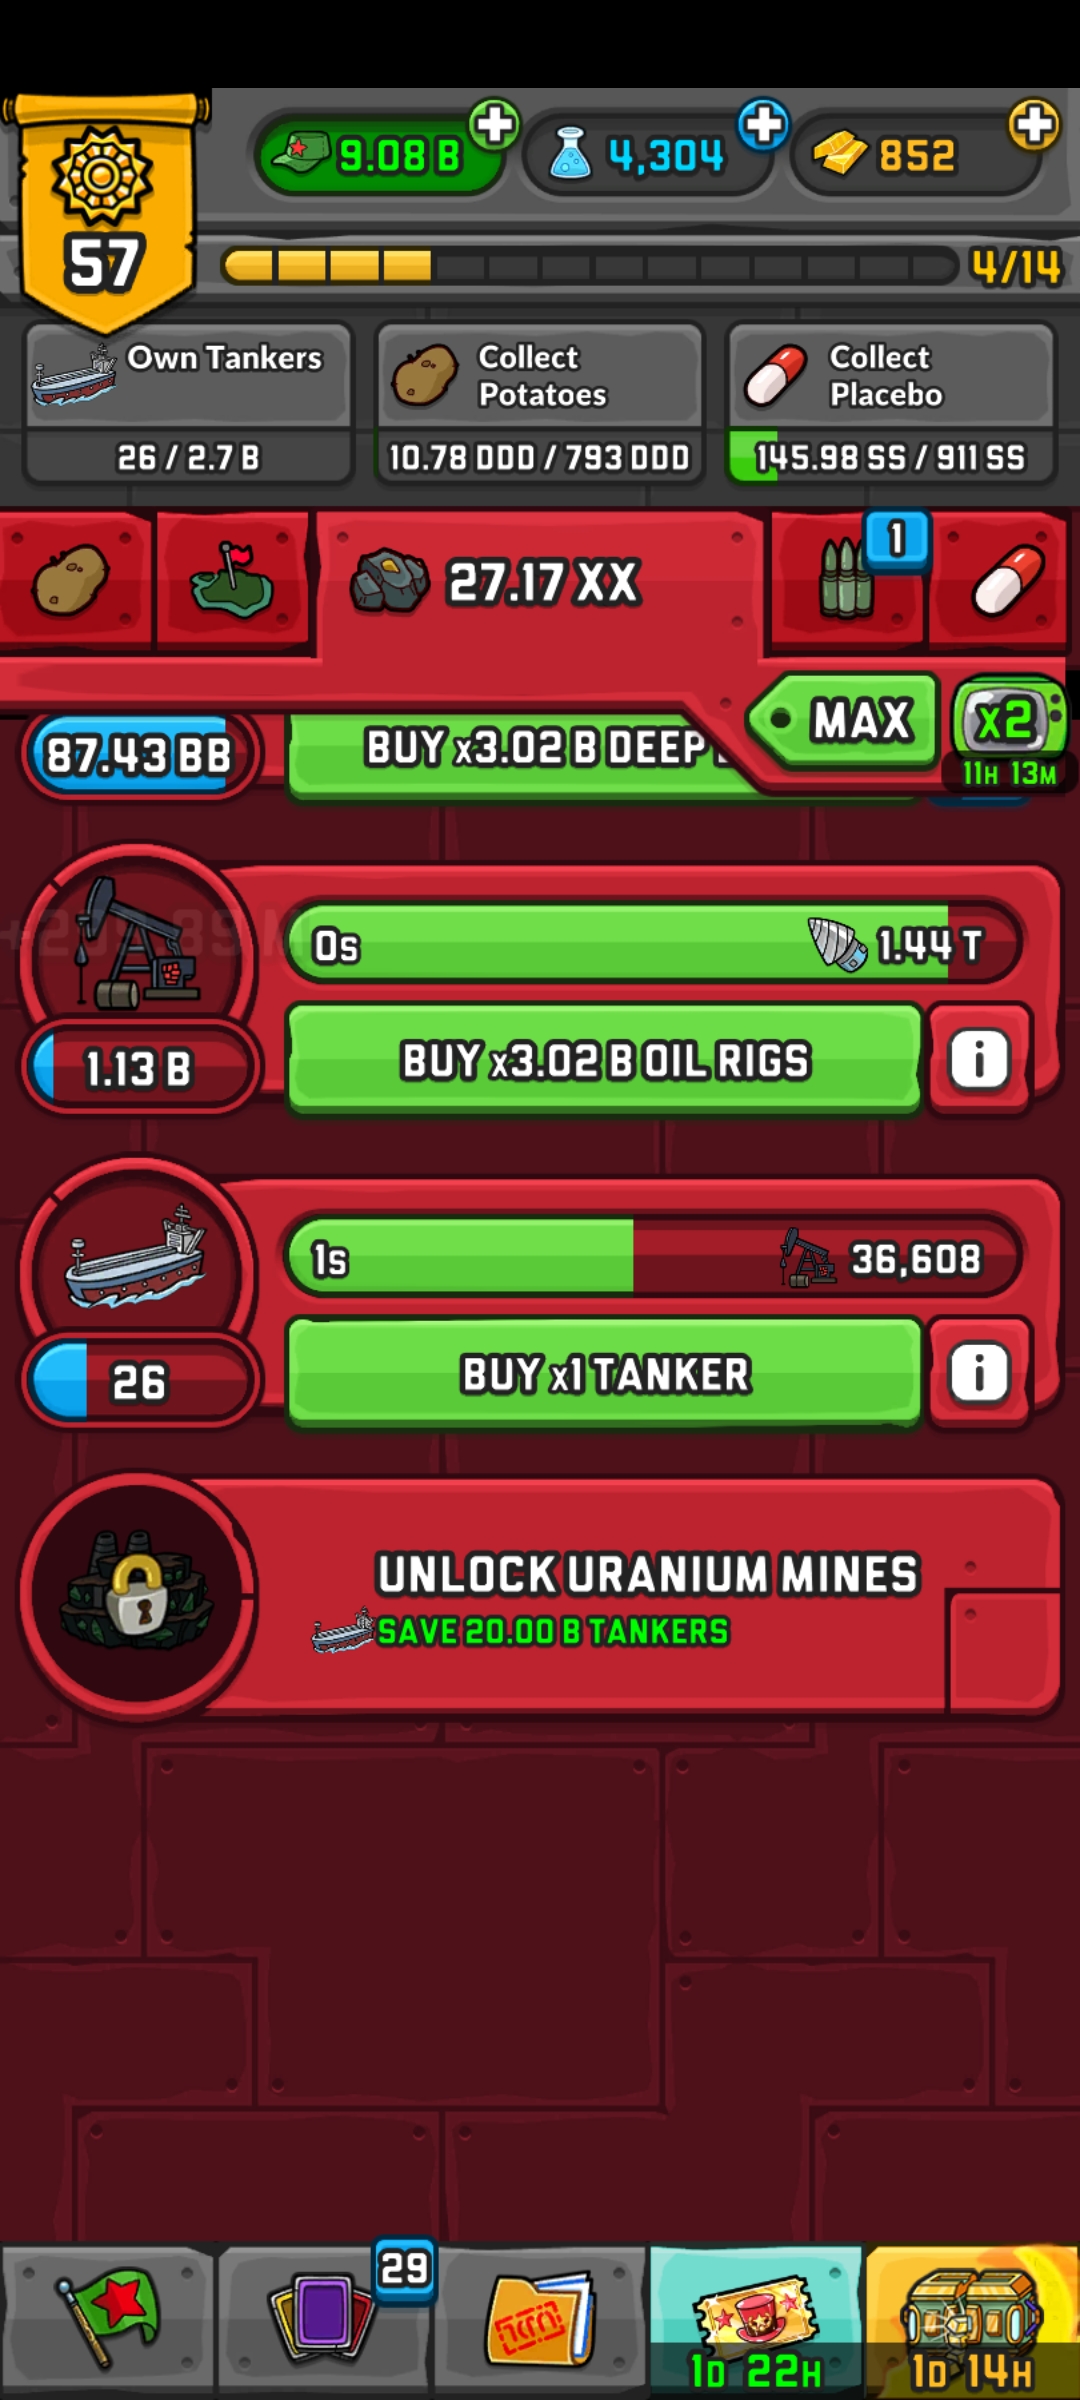 9.08 B
4,304
852
57
4/14
Own Tankers
26 / 2.7 B
Collect
Potatoes
10.78 DDD / 793 DDD
Collect
Placebo
145.98 SS / 911 SS
27.17 XX
1
MAX
x2
11H 13M
87.43 BB
BUY x3.02 B DEEP
0s
1.44 T
1.13 B
BUY x3.02 B OIL RIGS
i
1s
36,608
26
BUY x1 TANKER
i
UNLOCK URANIUM MINES
SAVE 20.00 B TANKERS
29
1D 22H
1D 14H